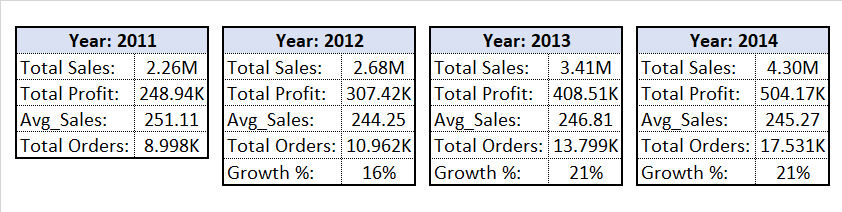 Year: 2011
Total Sales: 2.26M
Total Profit: 248.94K
Avg_Sales: 251.11
Total Orders: 8.998K
Year: 2012
Total Sales: 2.68M
Total Profit: 307.42K
Avg_Sales: 244.25
Total Orders: 10.962K
Growth %: 16%
Year: 2013
Total Sales: 3.41M
Total Profit: 408.51K
Avg_Sales: 246.81
Total Orders: 13.799K
Growth %: 21%
Year: 2014
Total Sales: 4.30M
Total Profit: 504.17K
Avg_Sales: 245.27
Total Orders: 17.531K
Growth %: 21%